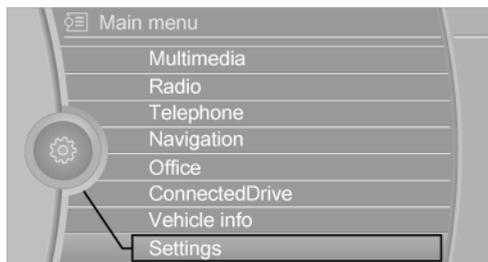 Main menu
Multimedia
Radio
Telephone
Navigation
Office
ConnectedDrive
Vehicle info
Settings